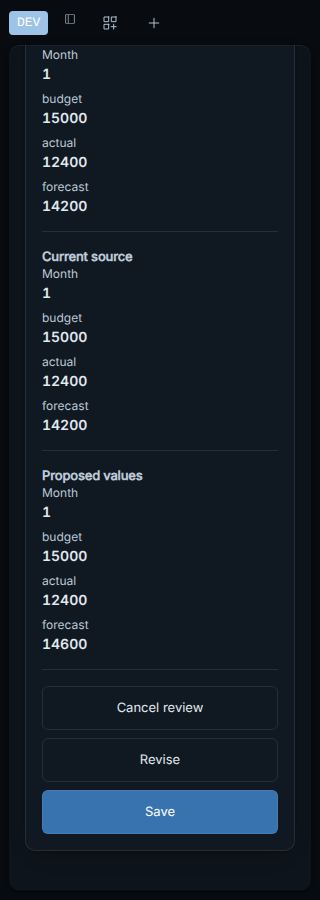 DEV
Month
1
budget
15000
actual
12400
forecast
14200
Current source
Month
1
budget
15000
actual
12400
forecast
14200
Proposed values
Month
1
budget
15000
actual
12400
forecast
14600
Cancel review
Revise
Save